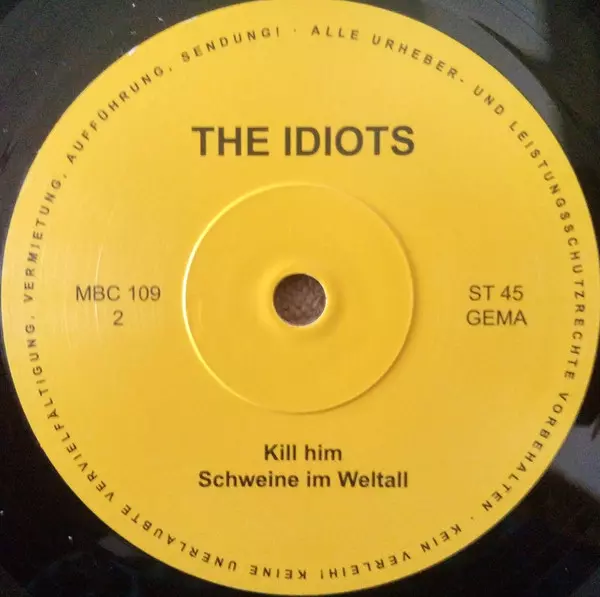 THE IDIOTS
MBC 109
2
ST 45
GEMA
Kill him
Schweine im Weltall
ALLE URHEBER- UND LEISTUNGSSCHUTZRECHTE VORBEHALTEN · KEIN VERLEIH! KEINE UNERLAUBTE VERVIELFÄLTIGUNG, VERMIETUNG, AUFFÜHRUNG, SENDUNG! ·